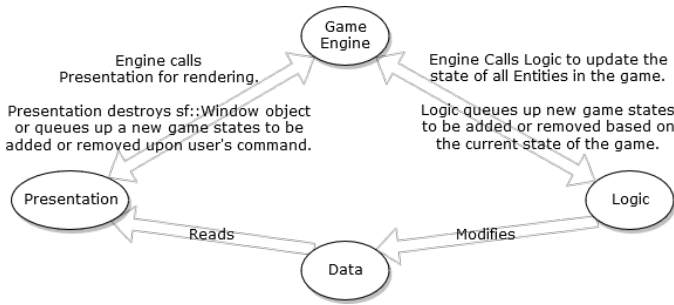 Game
Engine
Engine calls
Presentation for rendering.
Presentation destroys sf::Window object
or queues up a new game states to be
added or removed upon user's command.
Engine Calls Logic to update the
state of all Entities in the game.
Logic queues up new game states
to be added or removed based on
the current state of the game.
Presentation
Logic
Reads
Modifies
Data